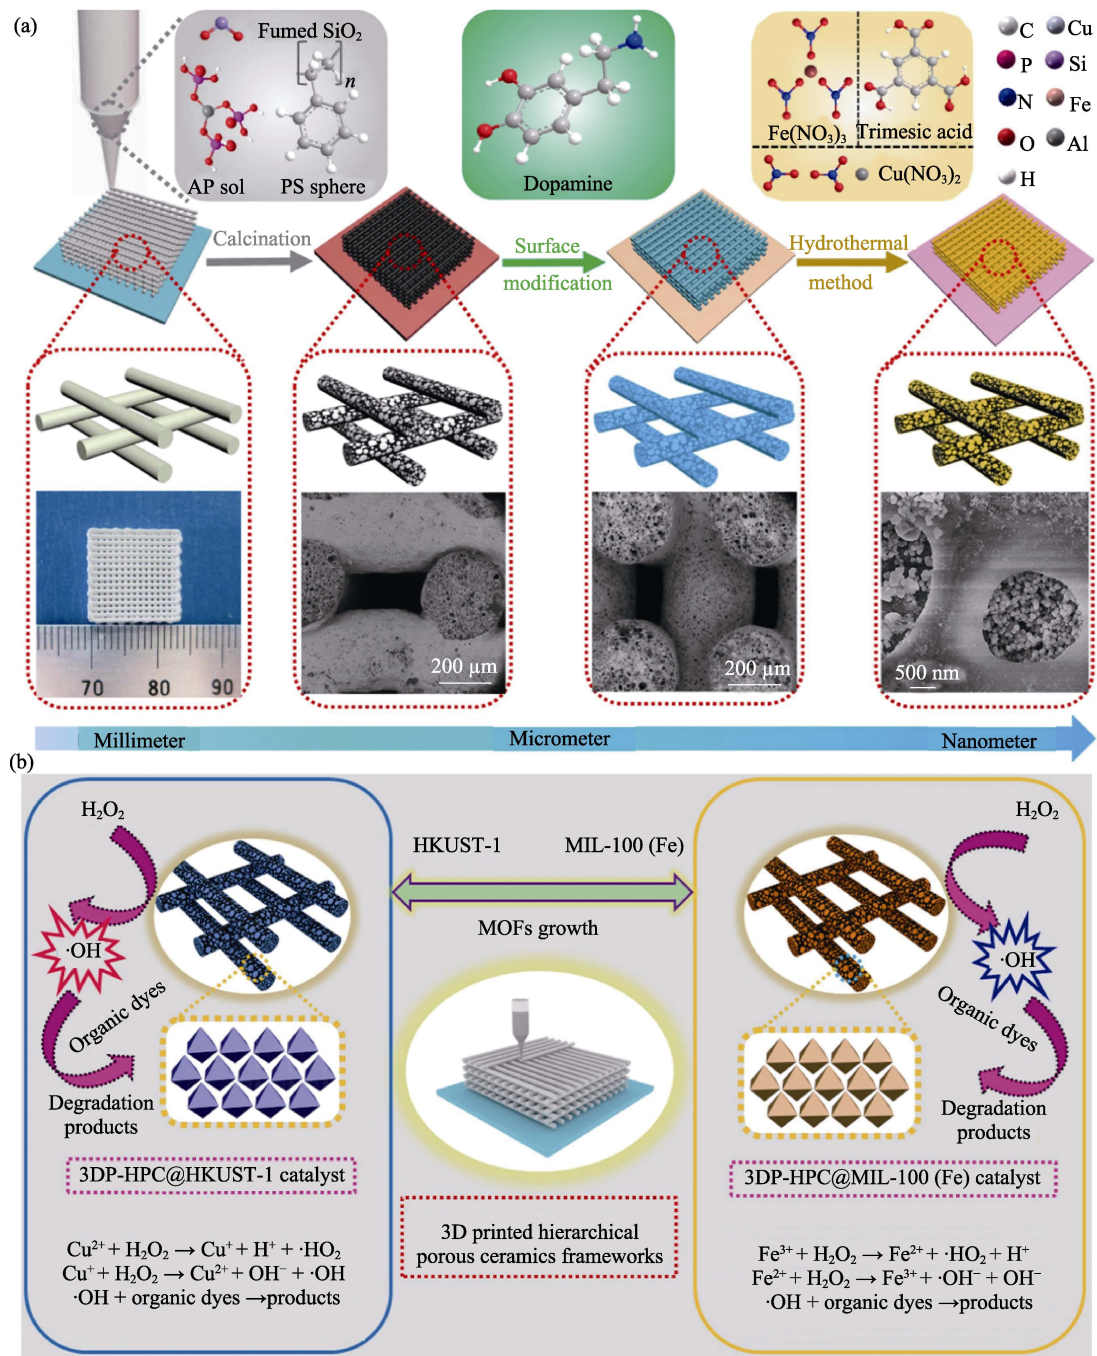 (a)
Fumed SiO₂
n
AP sol
PS sphere
Dopamine
Fe(NO₃)₃
Trimesic acid
Cu(NO₃)₂
C
Cu
P
Si
N
Fe
O
Al
H
Calcination
Surface
modification
Hydrothermal
method
70
80
90
200 µm
200 µm
500 nm
Millimeter
Micrometer
Nanometer
(b)
H₂O₂
·OH
Organic dyes
Degradation
products
3DP-HPC@HKUST-1 catalyst
Cu²⁺ + H₂O₂ → Cu⁺ + H⁺ + ·HO₂
Cu⁺ + H₂O₂ → Cu²⁺ + OH⁻ + ·OH
·OH + organic dyes →products
HKUST-1
MIL-100 (Fe)
MOFs growth
3D printed hierarchical
porous ceramics frameworks
H₂O₂
·OH
Organic dyes
Degradation
products
3DP-HPC@MIL-100 (Fe) catalyst
Fe³⁺ + H₂O₂ → Fe²⁺ + ·HO₂ + H⁺
Fe²⁺ + H₂O₂ → Fe³⁺ + ·OH⁻ + OH⁻
·OH + organic dyes →products